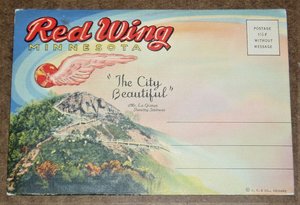 Red Wing
MINNESOTA
POSTAGE
1½¢
WITHOUT
MESSAGE
"The City
Beautiful"